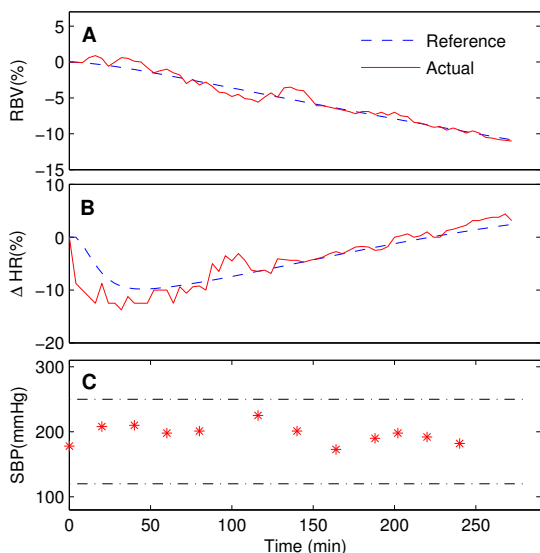 5
0
−5
−10
−15
RBV(%)
A
Reference
Actual
10
0
−10
−20
Δ HR(%)
B
300
200
100
SBP(mmHg)
C
0 50 100 150 200 250
Time (min)